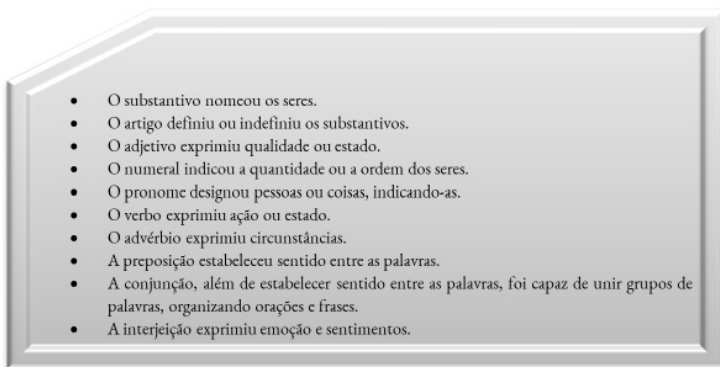 • O substantivo nomeou os seres.
• O artigo definiu ou indefiniu os substantivos.
• O adjetivo exprimiu qualidade ou estado.
• O numeral indicou a quantidade ou a ordem dos seres.
• O pronome designou pessoas ou coisas, indicando-as.
• O verbo exprimiu ação ou estado.
• O advérbio exprimiu circunstâncias.
• A preposição estabeleceu sentido entre as palavras.
• A conjunção, além de estabelecer sentido entre as palavras, foi capaz de unir grupos de
palavras, organizando orações e frases.
• A interjeição exprimiu emoção e sentimentos.